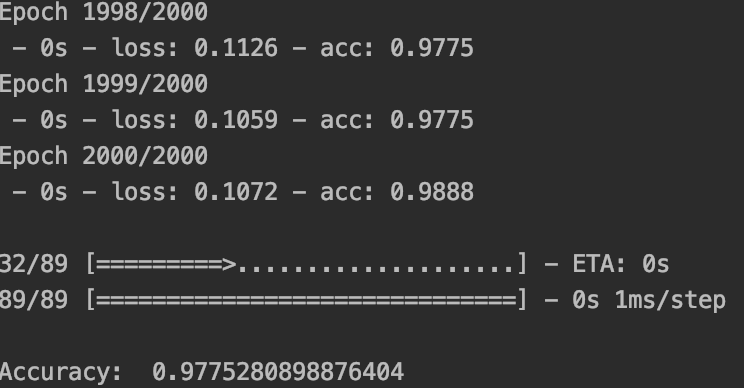 Epoch 1998/2000
 - 0s - loss: 0.1126 - acc: 0.9775
Epoch 1999/2000
 - 0s - loss: 0.1059 - acc: 0.9775
Epoch 2000/2000
 - 0s - loss: 0.1072 - acc: 0.9888
32/89 [=========>....................] - ETA: 0s
89/89 [==============================] - 0s 1ms/step
Accuracy:  0.9775280898876404